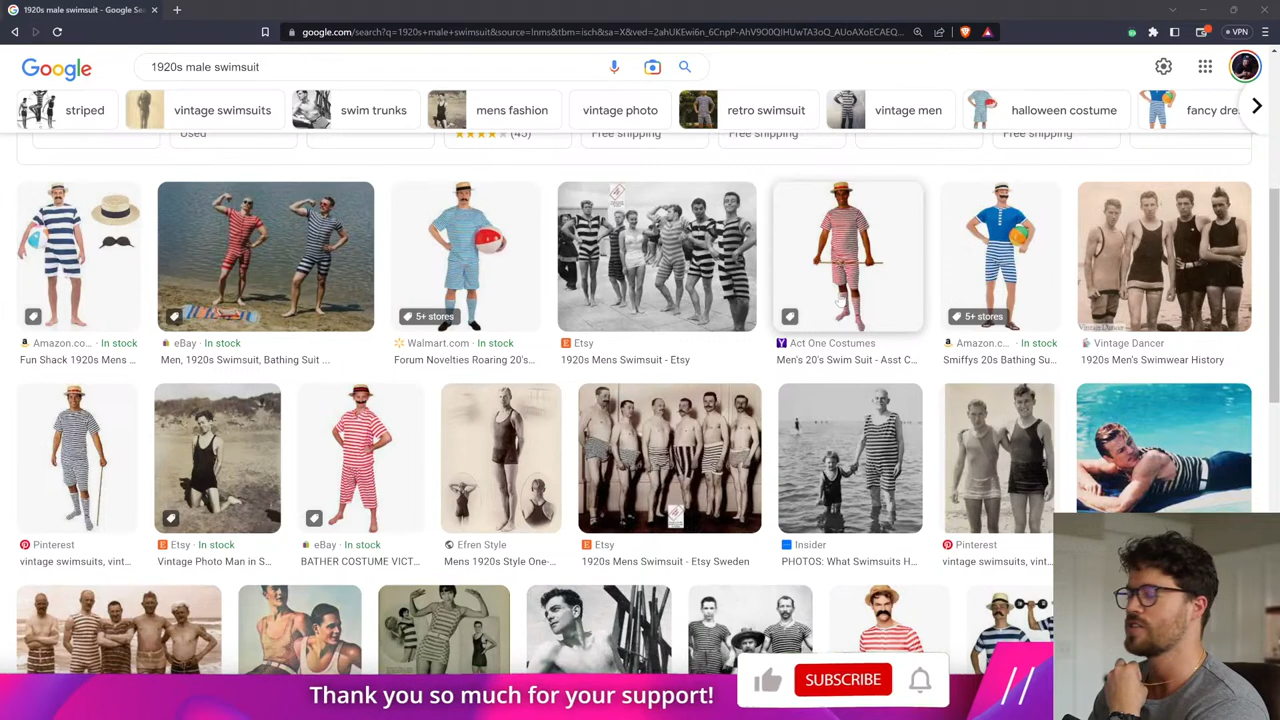 1920s male swimsuit - Google Sea
google.com/search?q=1920s+male+swimsuit&source=lnms&tbm=isch&sa=X&ved=2ahUKEwi6n_6CnpP-AhV9O0QIHUwTA3oQ_AUoAXoECAEQ...
VPN
Google
1920s male swimsuit
striped
vintage swimsuits
swim trunks
mens fashion
vintage photo
retro swimsuit
vintage men
halloween costume
fancy dre
Used
(43)
Free shipping
Free shipping
Free shipping
5+ stores
5+ stores
Vintage Dancer
Amazon.co... · In stock
eBay · In stock
Walmart.com · In stock
Etsy
Act One Costumes
Amazon.c... · In stock
Vintage Dancer
Fun Shack 1920s Mens ...
Men, 1920s Swimsuit, Bathing Suit ...
Forum Novelties Roaring 20's...
1920s Mens Swimsuit - Etsy
Men's 20's Swim Suit - Asst C...
Smiffys 20s Bathing Su...
1920s Men's Swimwear History
Pinterest
Etsy · In stock
eBay · In stock
Efren Style
Etsy
Insider
Pinterest
vintage swimsuits, vint...
Vintage Photo Man in S...
BATHER COSTUME VICT...
Mens 1920s Style One-...
1920s Mens Swimsuit - Etsy Sweden
PHOTOS: What Swimsuits H...
vintage swimsuits, vint...
Thank you so much for your support!
SUBSCRIBE